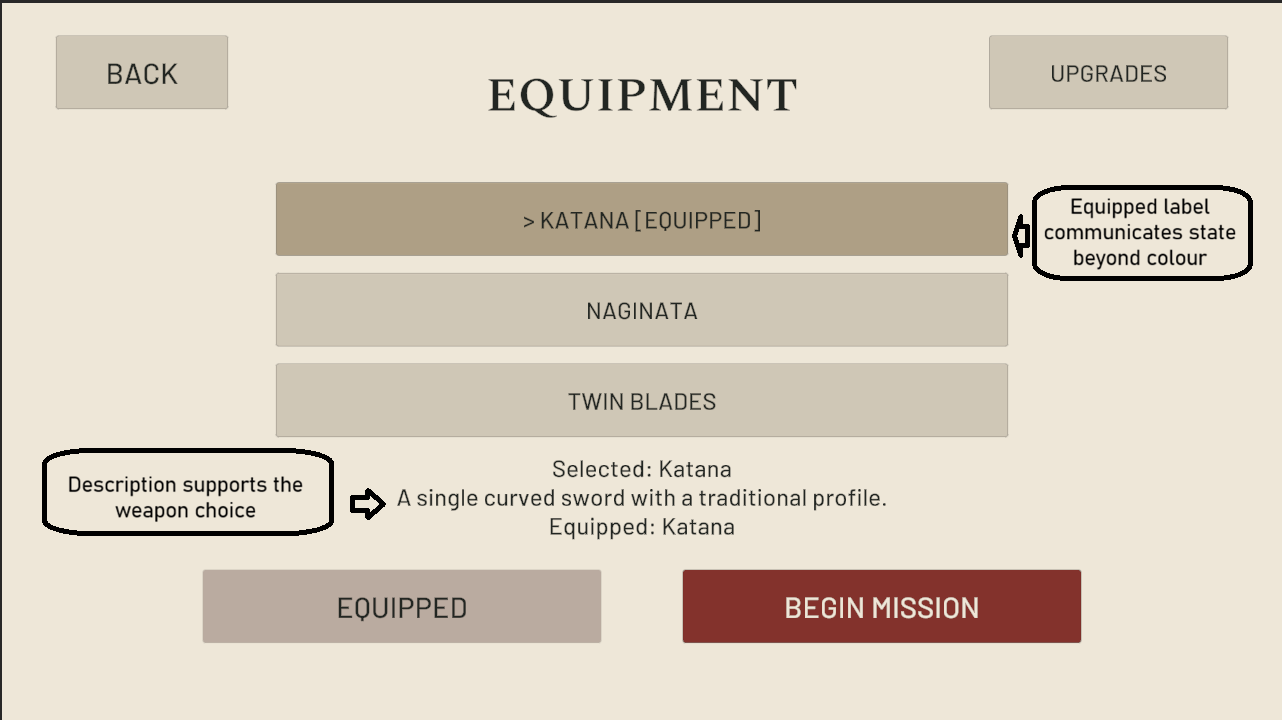 BACK
EQUIPMENT
UPGRADES
> KATANA [EQUIPPED]
Equipped label
communicates state
beyond colour
NAGINATA
TWIN BLADES
Description supports the
weapon choice
Selected: Katana
A single curved sword with a traditional profile.
Equipped: Katana
EQUIPPED
BEGIN MISSION